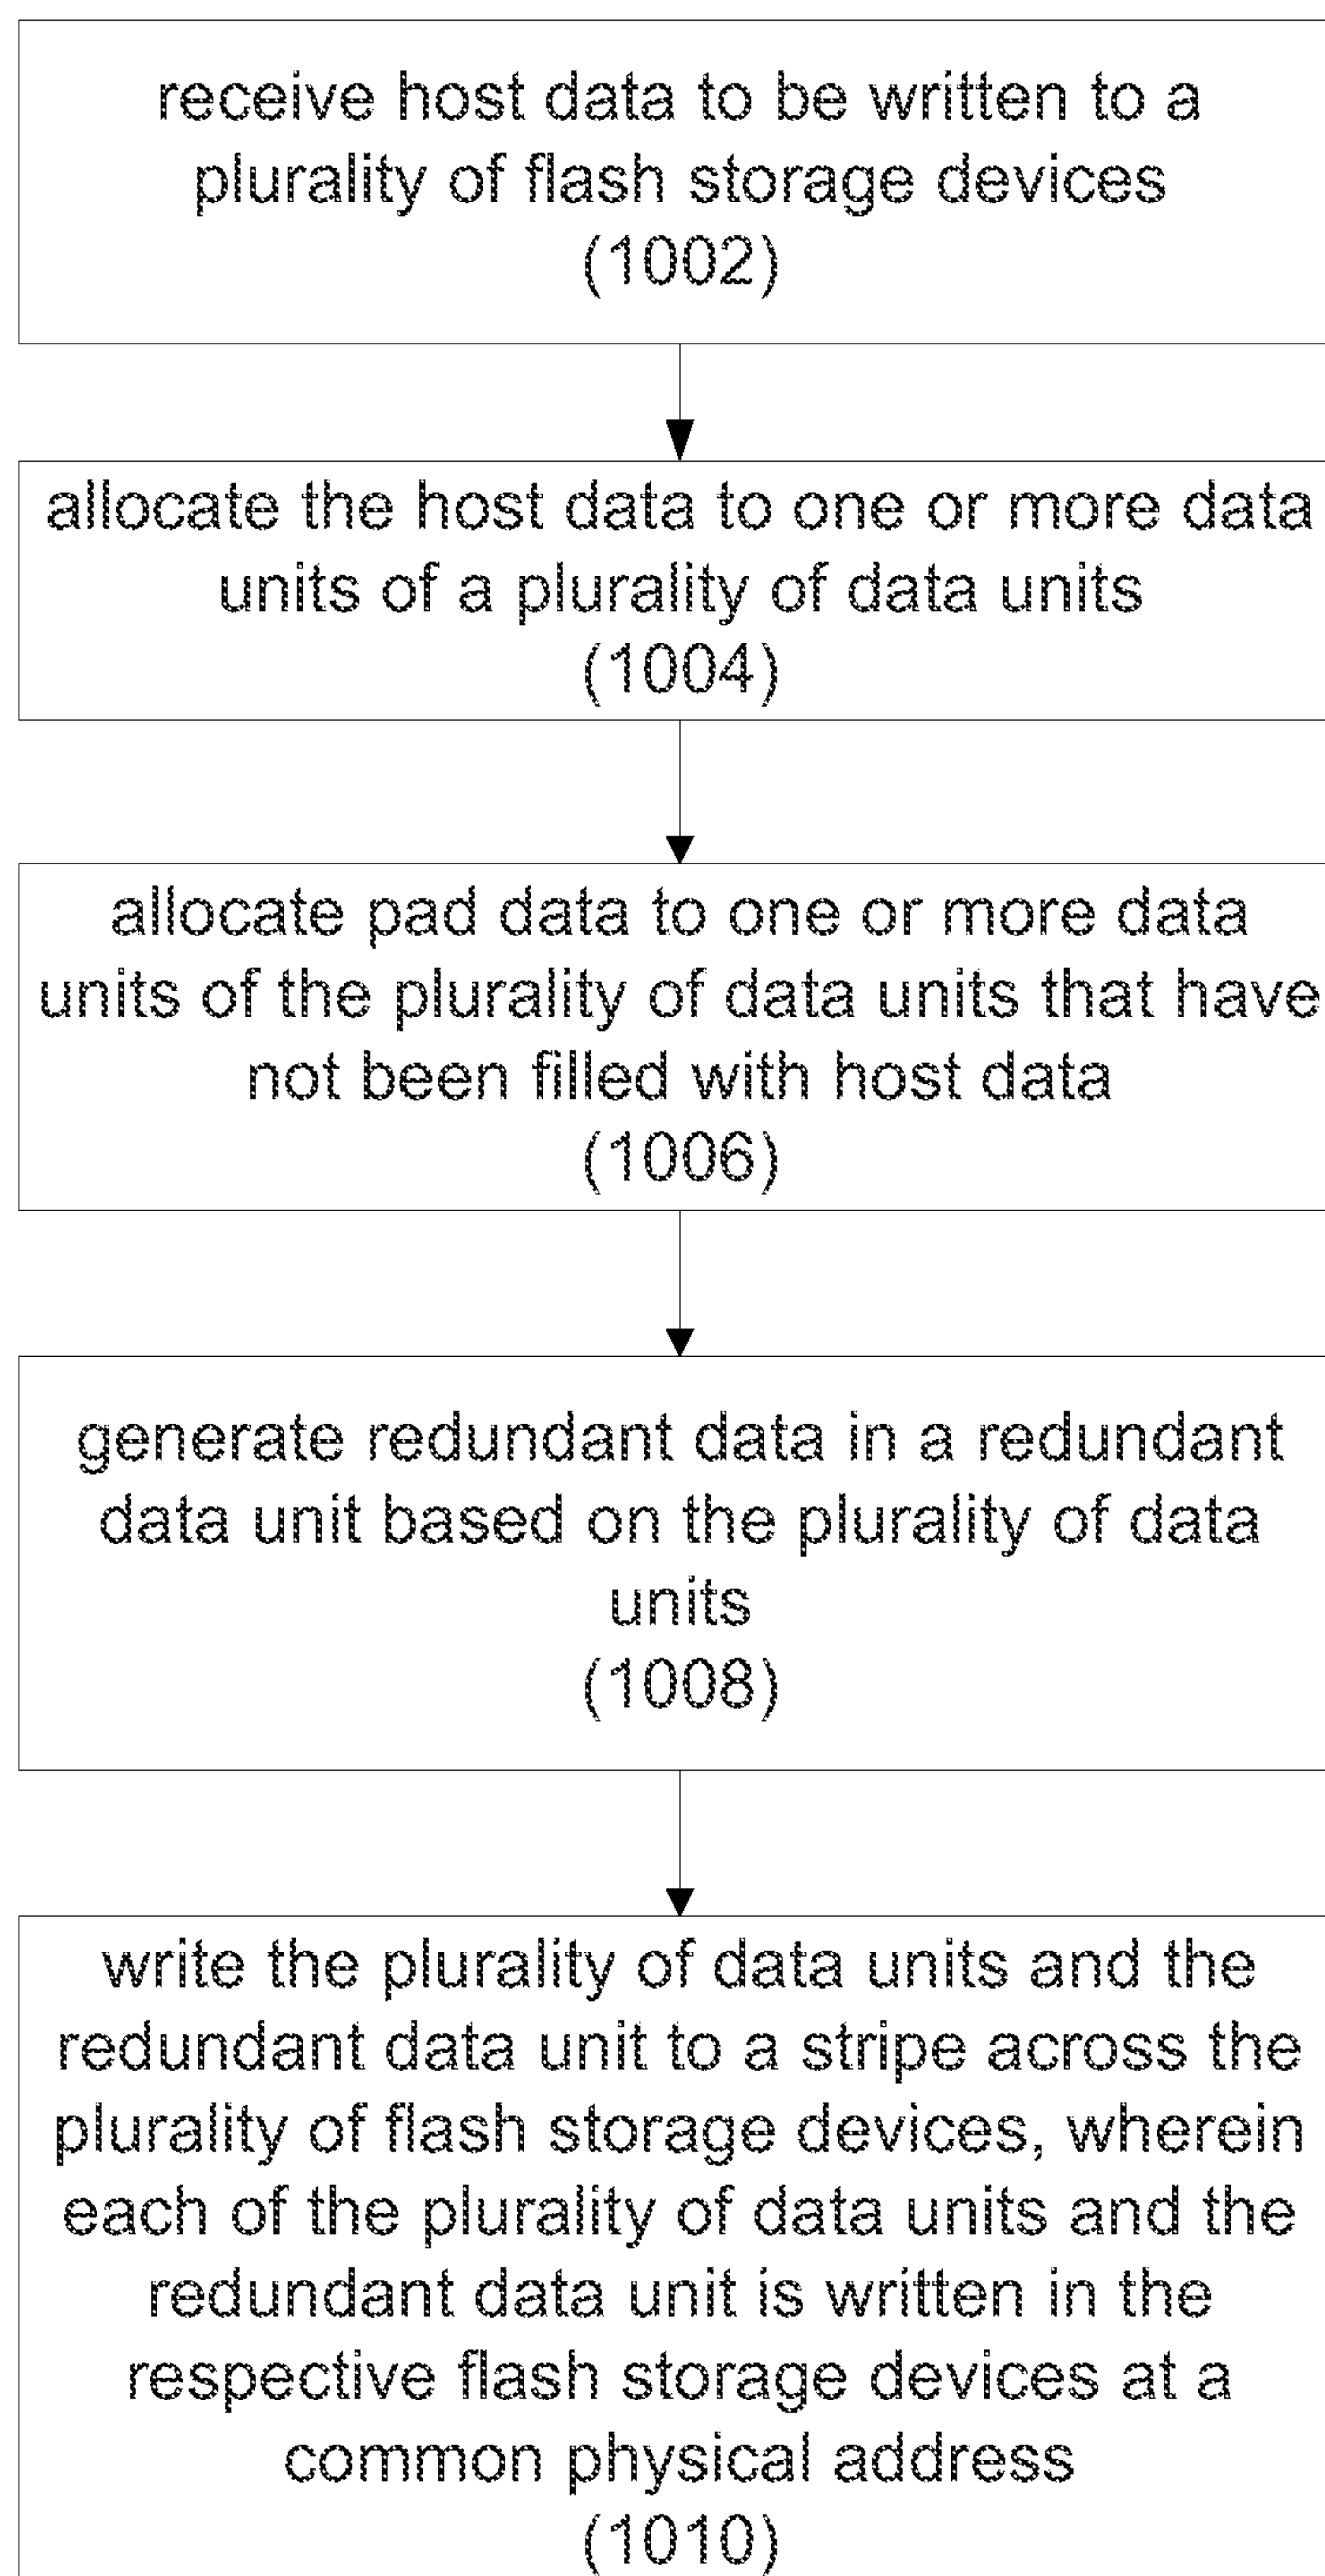 receive host data to be written to a
plurality of flash storage devices
(1002)
allocate the host data to one or more data
units of a plurality of data units
(1004)
allocate pad data to one or more data
units of the plurality of data units that have
not been filled with host data
(1006)
generate redundant data in a redundant
data unit based on the plurality of data
units
(1008)
write the plurality of data units and the
redundant data unit to a stripe across the
plurality of flash storage devices, wherein
each of the plurality of data units and the
redundant data unit is written in the
respective flash storage devices at a
common physical address
(1010)